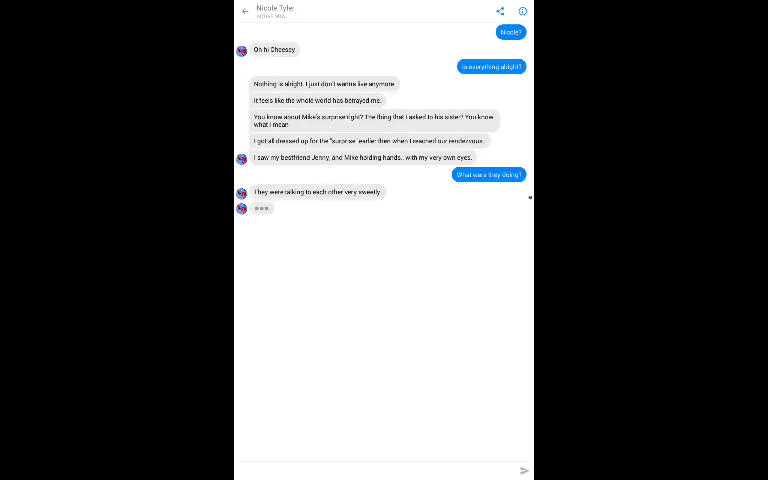 Nicole Tyler
ACTIVE NOW
Nicole?
Oh hi Cheesey
Is everything alright?
Nothing is alright. I just don't wanna live anymore.
It feels like the whole world has betrayed me.
You know about Mike's surprise right? The thing that I asked to his sister? You know
what I mean
I got all dressed up for the "surprise" earlier then when I reached our rendezvous..
I saw my bestfriend Jenny, and Mike holding hands.. with my very own eyes.
What were they doing?
They were talking to each other very sweetly